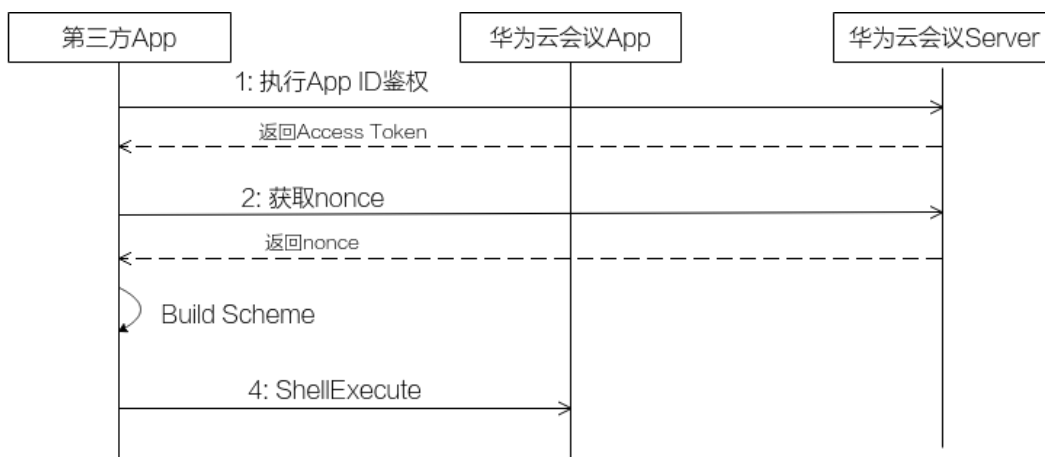 第三方App
华为云会议App
华为云会议Server
1: 执行App ID鉴权
返回Access Token
2: 获取nonce
返回nonce
Build Scheme
4: ShellExecute